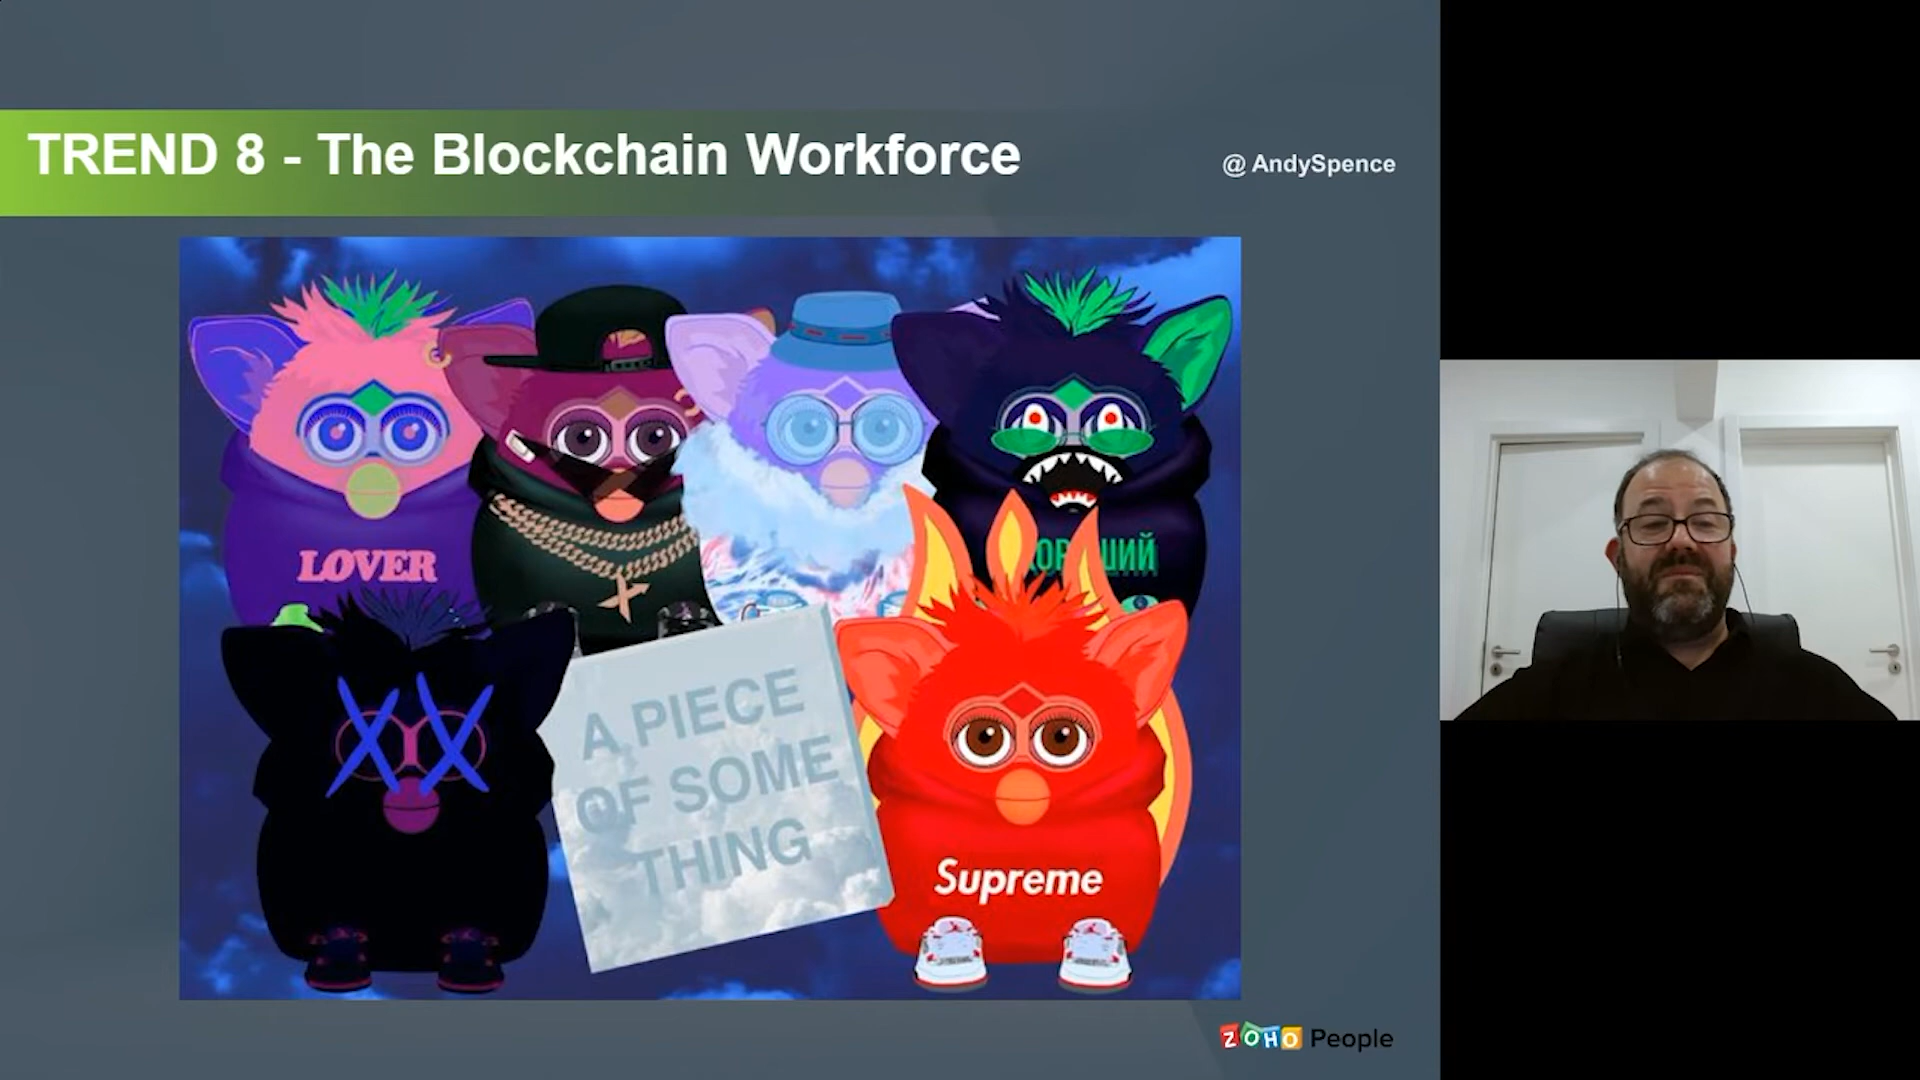 TREND 8 - The Blockchain Workforce
@AndySpence
LOVER
A PIECE
OF SOME
THING
Supreme
ZOHO People